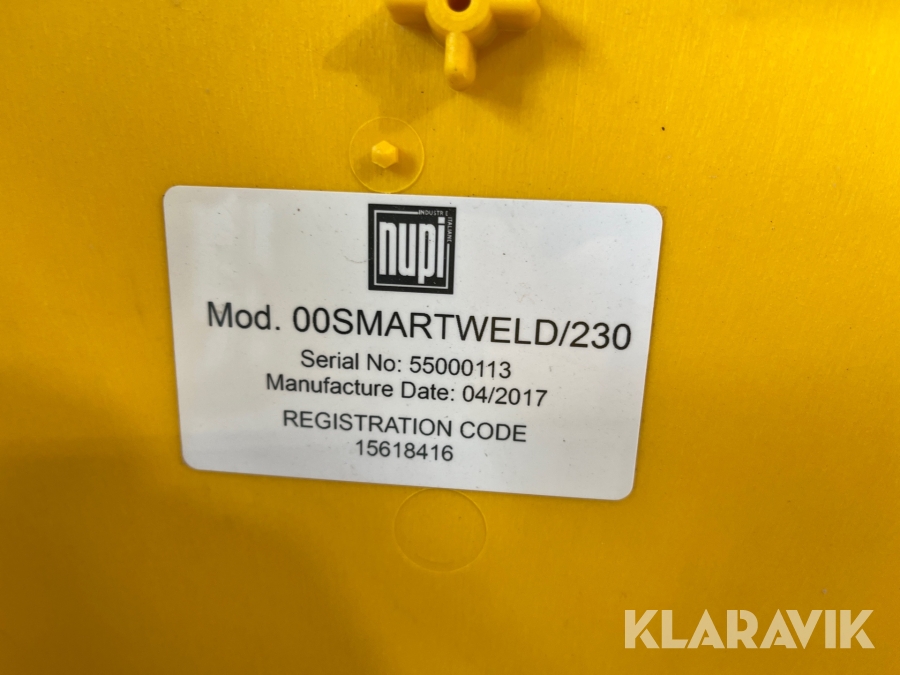 INDUSTRIE
ITALIANE
nupi
Mod. 00SMARTWELD/230
Serial No: 55000113
Manufacture Date: 04/2017
REGISTRATION CODE
15618416
KLARAVIK